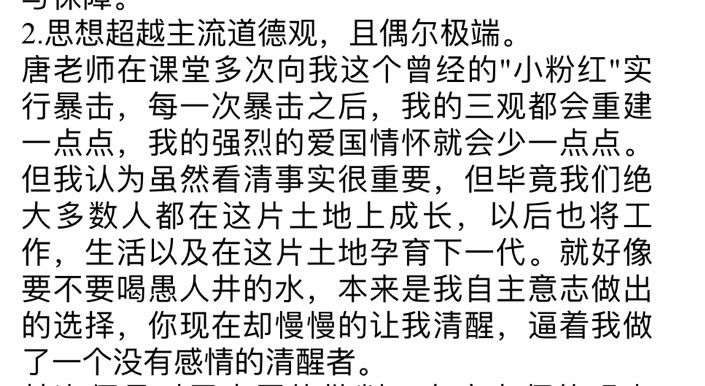 2.思想超越主流道德观，且偶尔极端。
唐老师在课堂多次向我这个曾经的"小粉红"实
行暴击，每一次暴击之后，我的三观都会重建
一点点，我的强烈的爱国情怀就会少一点点。
但我认为虽然看清事实很重要，但毕竟我们绝
大多数人都在这片土地上成长，以后也将工
作，生活以及在这片土地孕育下一代。就好像
要不要喝愚人井的水，本来是我自主意志做出
的选择，你现在却慢慢的让我清醒，逼着我做
了一个没有感情的清醒者。